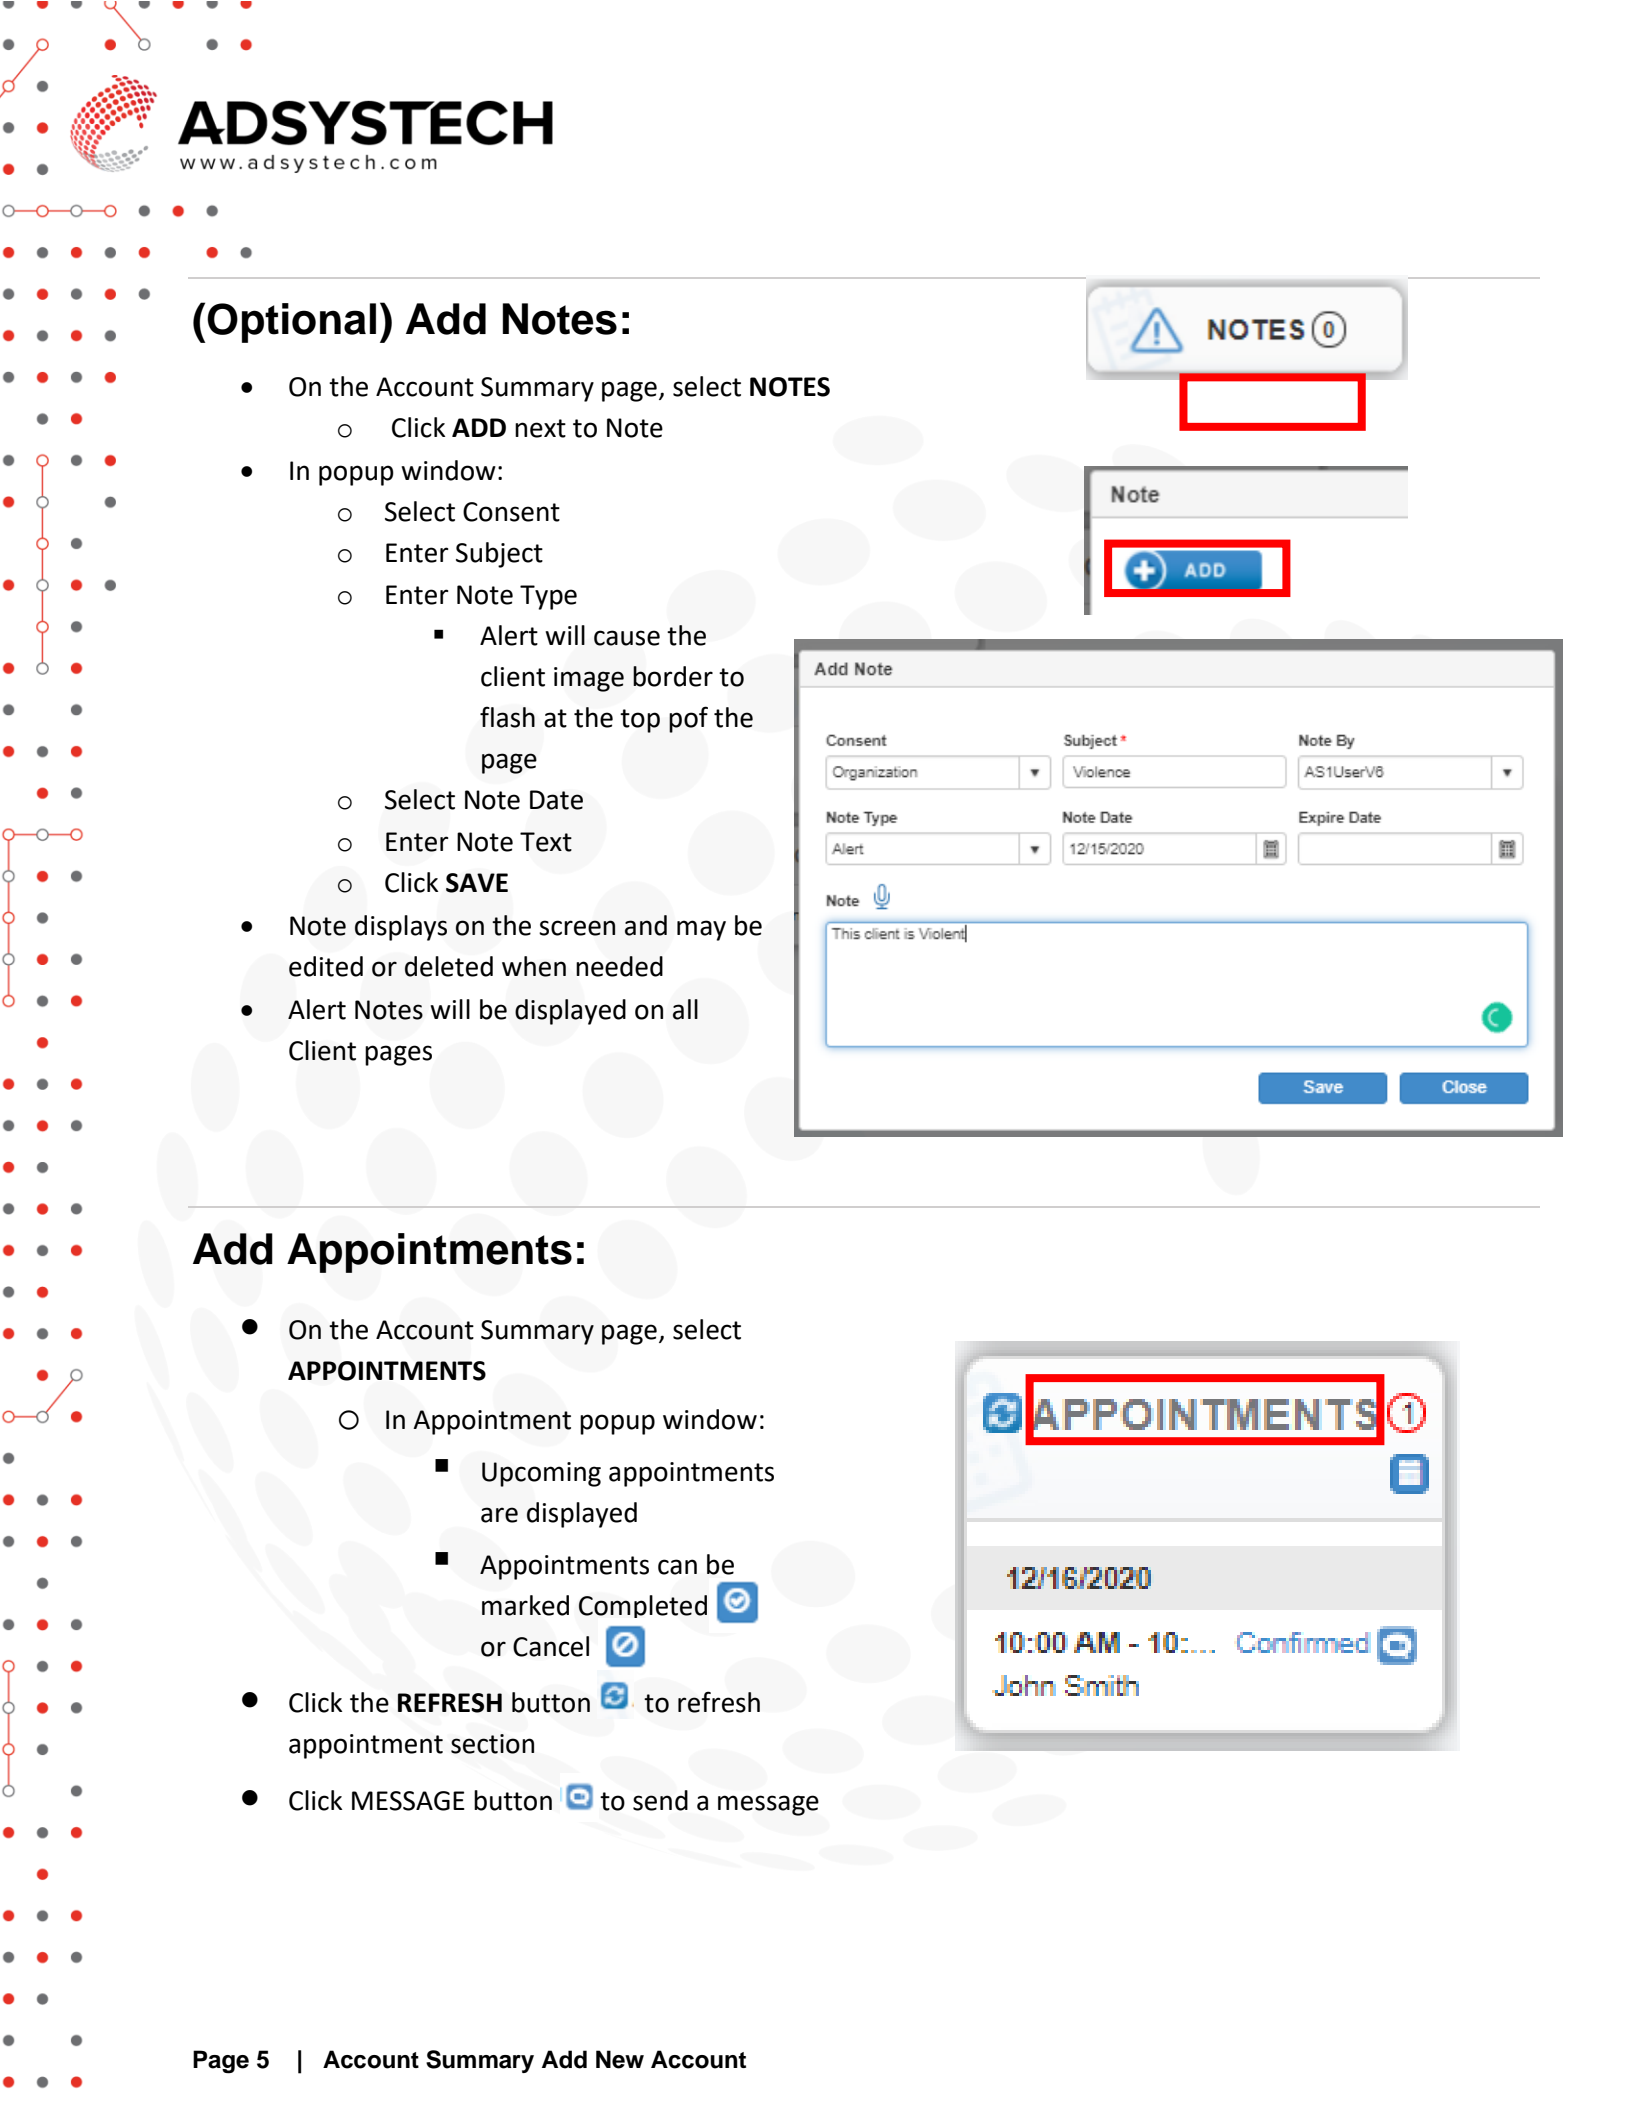 ADSYSTECH
www.adsystech.com
(Optional) Add Notes:
• On the Account Summary page, select NOTES
o Click ADD next to Note
• In popup window:
o Select Consent
o Enter Subject
o Enter Note Type
▪ Alert will cause the
client image border to
flash at the top pof the
page
o Select Note Date
o Enter Note Text
o Click SAVE
• Note displays on the screen and may be
edited or deleted when needed
• Alert Notes will be displayed on all
Client pages
NOTES 0
Note
ADD
Add Note
Consent Subject * Note By
Organization Violence AS1UserV6
Note Type Note Date Expire Date
Alert 12/15/2020
Note
This client is Violent
Save Close
Add Appointments:
• On the Account Summary page, select
APPOINTMENTS
o In Appointment popup window:
▪ Upcoming appointments
are displayed
▪ Appointments can be
marked Completed
or Cancel
• Click the REFRESH button to refresh
appointment section
• Click MESSAGE button to send a message
APPOINTMENTS 1
12/16/2020
10:00 AM - 10:... Confirmed
John Smith
Page 5 | Account Summary Add New Account